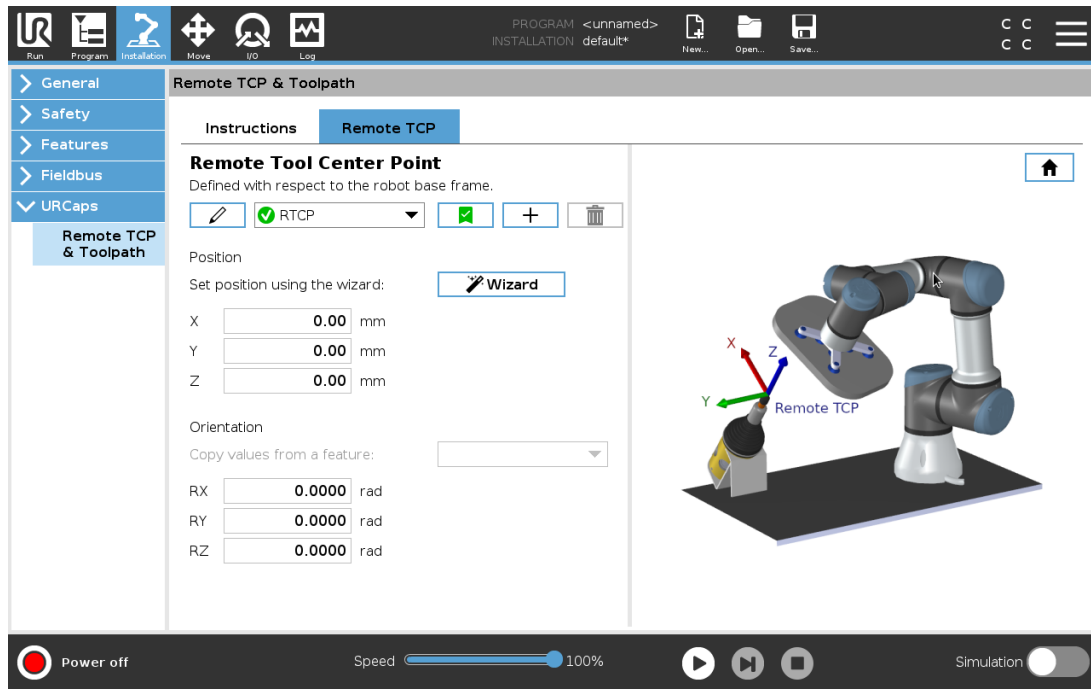 PROGRAM <unnamed>
INSTALLATION default*
Run
Program
Installation
Move
I/O
Log
New...
Open...
Save...
C C
C C
General
Safety
Features
Fieldbus
URCaps
Remote TCP
& Toolpath
Remote TCP & Toolpath
Instructions
Remote TCP
Remote Tool Center Point
Defined with respect to the robot base frame.
RTCP
Position
Set position using the wizard:
Wizard
X 0.00 mm
Y 0.00 mm
Z 0.00 mm
Orientation
Copy values from a feature:
RX 0.0000 rad
RY 0.0000 rad
RZ 0.0000 rad
X
Z
Y
Remote TCP
Power off
Speed 100%
Simulation